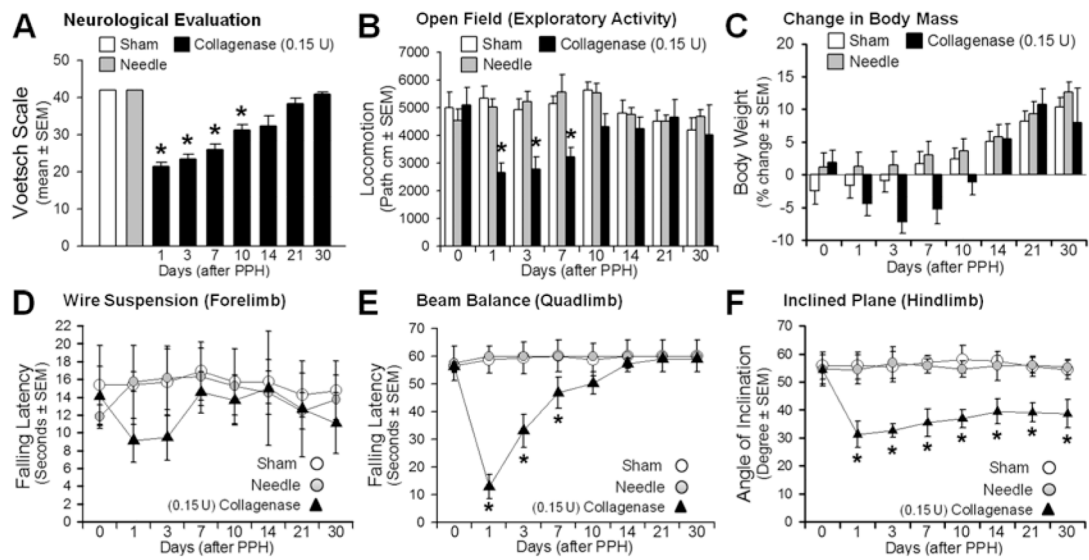 A Neurological Evaluation
Sham
Collagenase (0.15 U)
Needle
Voetsch Scale
(mean ± SEM)
50
40
30
20
10
0
* * * *
1 3 7 10 14 21 30
Days (after PPH)
B Open Field (Exploratory Activity)
Sham
Collagenase (0.15 U)
Needle
Locomotion
(Path cm ± SEM)
8000
7000
6000
5000
4000
3000
2000
1000
0
* * *
0 1 3 7 10 14 21 30
Days (after PPH)
C Change in Body Mass
Sham
Collagenase (0.15 U)
Needle
Body Weight
(% change ± SEM)
20
15
10
5
0
-5
-10
0 1 3 7 10 14 21 30
Days (after PPH)
D Wire Suspension (Forelimb)
Falling Latency
(Seconds ± SEM)
22
20
18
16
14
12
10
8
6
4
2
0
Sham
Needle
(0.15 U) Collagenase
0 1 3 7 10 14 21 30
Days (after PPH)
E Beam Balance (Quadlimb)
Falling Latency
(Seconds ± SEM)
80
70
60
50
40
30
20
10
0
* * *
Sham
Needle
(0.15 U) Collagenase
0 1 3 7 10 14 21 30
Days (after PPH)
F Inclined Plane (Hindlimb)
Angle of Inclination
(Degree ± SEM)
80
70
60
50
40
30
20
10
0
* * * * * * *
Sham
Needle
(0.15 U) Collagenase
0 1 3 7 10 14 21 30
Days (after PPH)